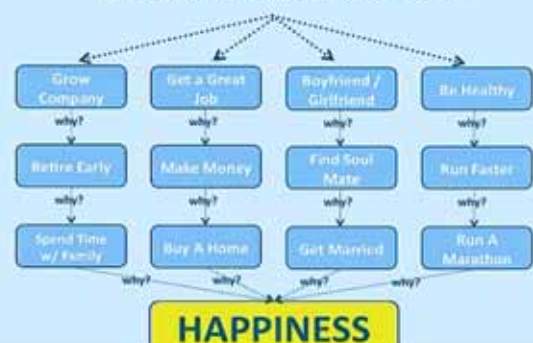 Grow
Company
Get a Great
Job
Boyfriend /
Girlfriend
Be Healthy
why?
why?
why?
why?
Retire Early
Make Money
Find Soul
Mate
Run Faster
why?
why?
why?
why?
Spend Time
w/ Family
Buy A Home
Get Married
Run A
Marathon
why?
why?
why?
why?
HAPPINESS